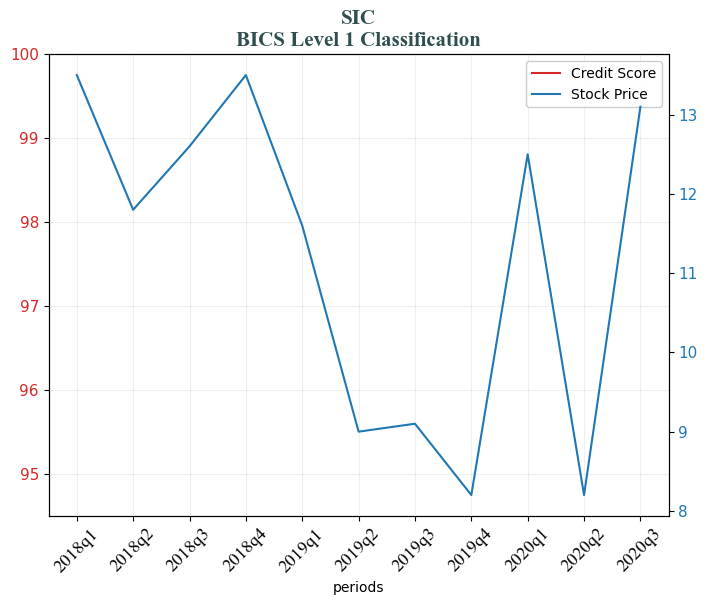 SIC
BICS Level 1 Classification
Credit Score
Stock Price
100
99
98
97
96
95
13
12
11
10
9
8
2018q1
2018q2
2018q3
2018q4
2019q1
2019q2
2019q3
2019q4
2020q1
2020q2
2020q3
periods